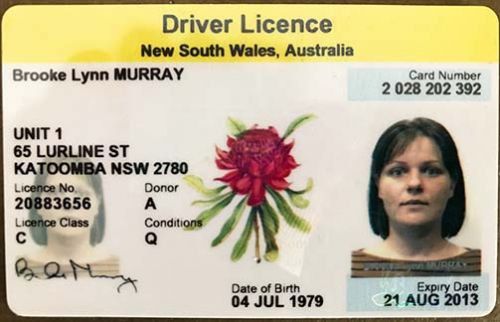 Driver Licence
New South Wales, Australia
Brooke Lynn MURRAY
Card Number
2 028 202 392
UNIT 1
65 LURLINE ST
KATOOMBA NSW 2780
Licence No. Donor
20883656 A
Licence Class Conditions
C Q
Date of Birth Expiry Date
04 JUL 1979 21 AUG 2013